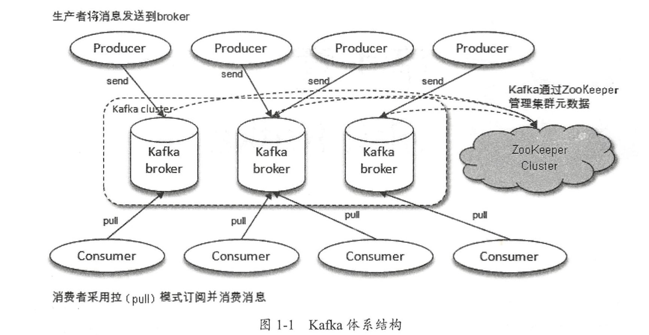 生产者将消息发送到broker
Producer
Producer
Producer
Producer
send
send
send
send
Kafka通过ZooKeeper
管理集群元数据
Kafka cluster
Kafka
broker
Kafka
broker
Kafka
broker
ZooKeeper
Cluster
pull
pull
pull
pull
Consumer
Consumer
Consumer
Consumer
消费者采用拉（pull）模式订阅并消费消息
图 1-1 Kafka 体系结构